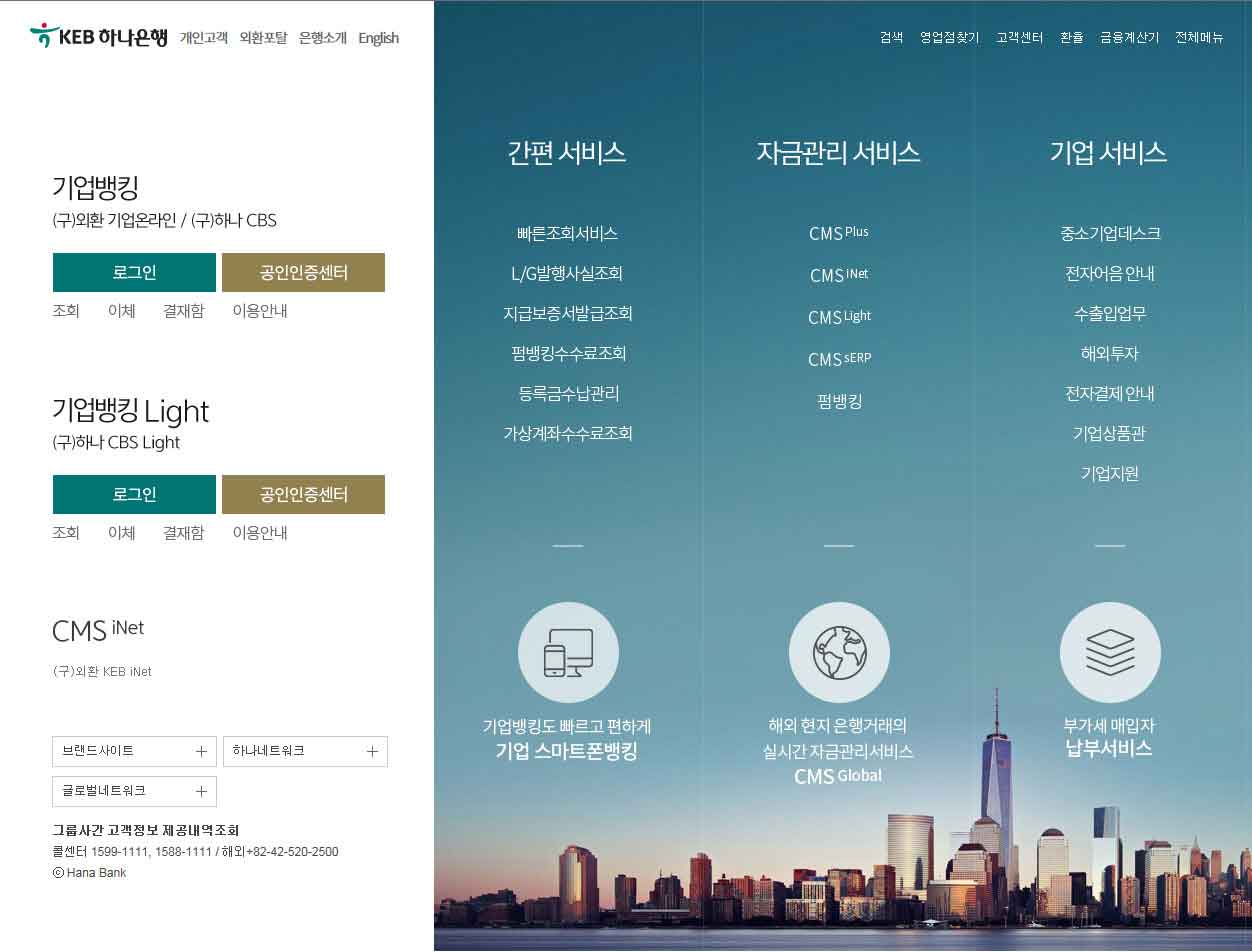 KEB 하나은행 개인고객 외환포탈 은행소개 English
검색 영업점찾기 고객센터 환율 금융계산기 전체메뉴
기업뱅킹
(구)외환 기업온라인 / (구)하나 CBS
로그인 공인인증센터
조회 이체 결재함 이용안내
기업뱅킹 Light
(구)하나 CBS Light
로그인 공인인증센터
조회 이체 결재함 이용안내
CMS iNet
(구)외환 KEB iNet
브랜드사이트 + 하나네트워크 +
글로벌네트워크 +
그룹사간 고객정보 제공내역조회
콜센터 1599-1111, 1588-1111 / 해외+82-42-520-2500
ⓒ Hana Bank
간편 서비스
빠른조회서비스
L/G발행사실조회
지급보증서발급조회
펌뱅킹수수료조회
등록금수납관리
가상계좌수수료조회
기업뱅킹도 빠르고 편하게
기업 스마트폰뱅킹
자금관리 서비스
CMS Plus
CMS iNet
CMS Light
CMS sERP
펌뱅킹
해외 현지 은행거래의
실시간 자금관리서비스
CMS Global
기업 서비스
중소기업데스크
전자어음 안내
수출입업무
해외투자
전자결제 안내
기업상품관
기업지원
부가세 매입자
납부서비스